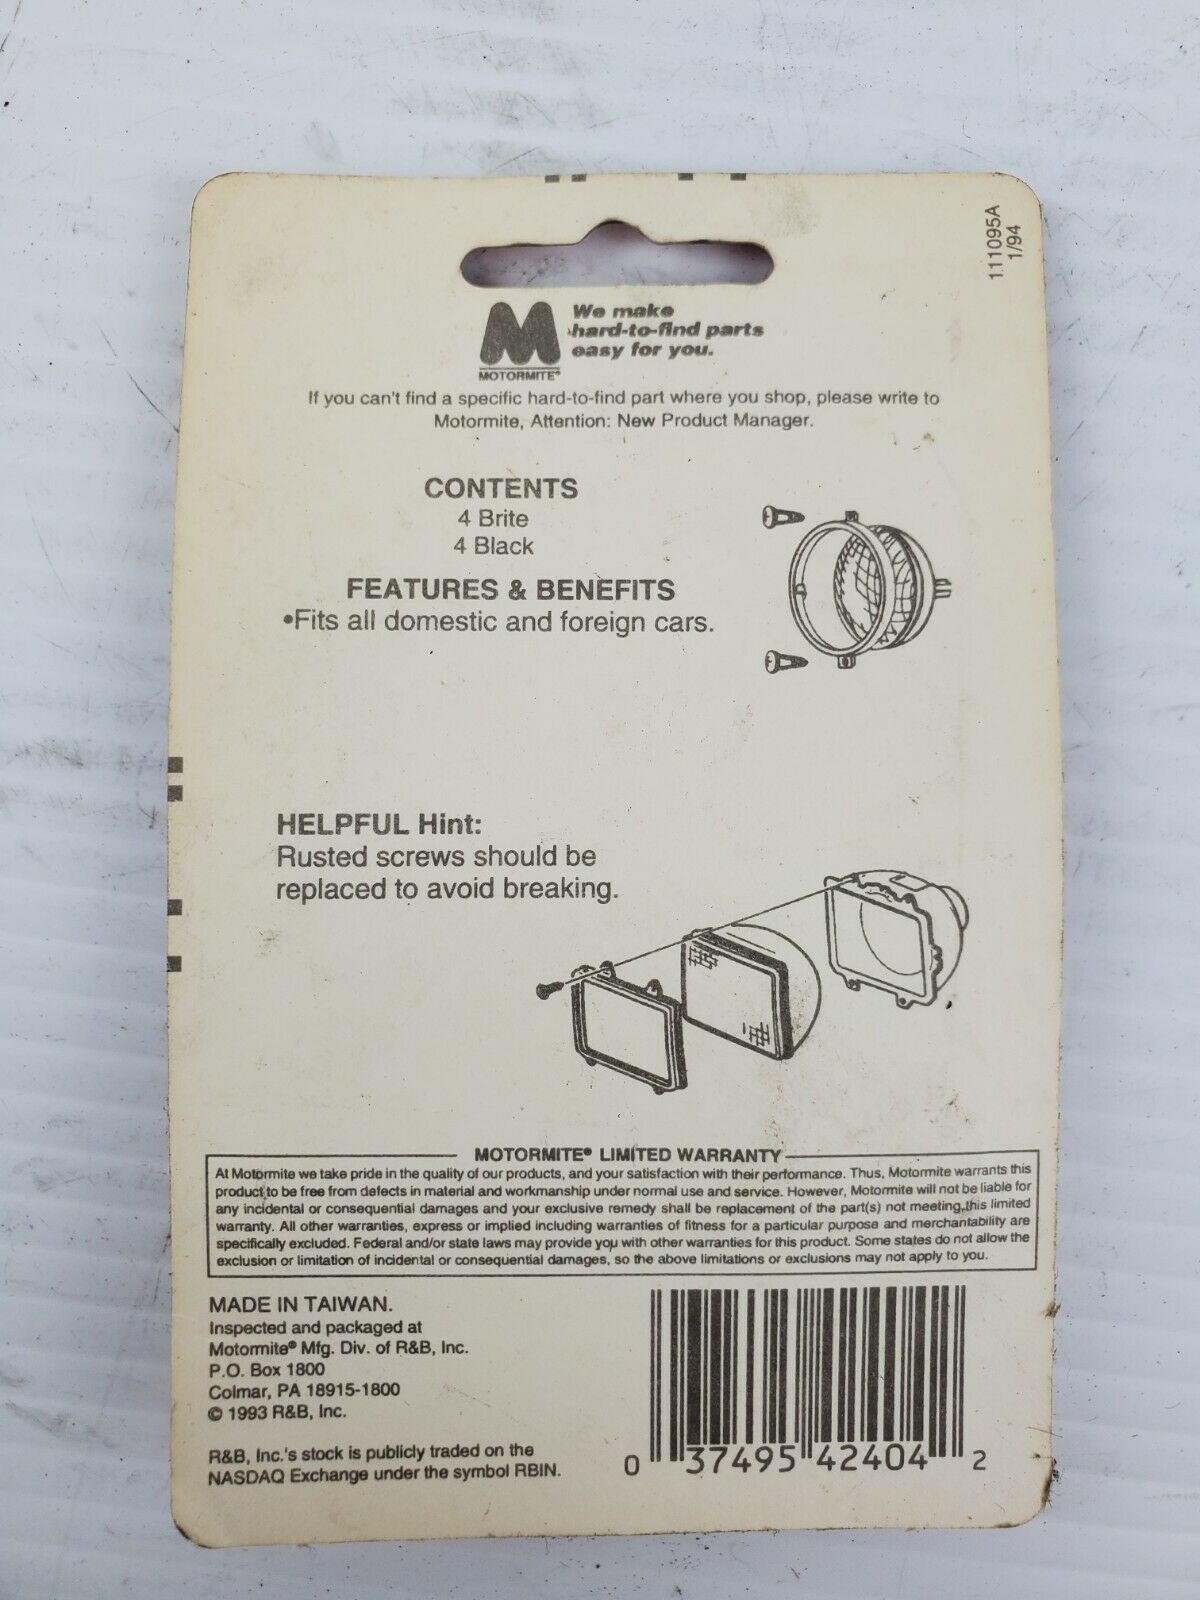 111095A
1/94
M
MOTORMITE®
We make
hard-to-find parts
easy for you.
If you can't find a specific hard-to-find part where you shop, please write to
Motormite, Attention: New Product Manager.
CONTENTS
4 Brite
4 Black
FEATURES & BENEFITS
•Fits all domestic and foreign cars.
HELPFUL Hint:
Rusted screws should be
replaced to avoid breaking.
MOTORMITE® LIMITED WARRANTY
At Motormite we take pride in the quality of our products, and your satisfaction with their performance. Thus, Motormite warrants this
product to be free from defects in material and workmanship under normal use and service. However, Motormite will not be liable for
any incidental or consequential damages and your exclusive remedy shall be replacement of the part(s) not meeting this limited
warranty. All other warranties, express or implied including warranties of fitness for a particular purpose and merchantability are
specifically excluded. Federal and/or state laws may provide you with other warranties for this product. Some states do not allow the
exclusion or limitation of incidental or consequential damages, so the above limitations or exclusions may not apply to you.
MADE IN TAIWAN.
Inspected and packaged at
Motormite® Mfg. Div. of R&B, Inc.
P.O. Box 1800
Colmar, PA 18915-1800
© 1993 R&B, Inc.
R&B, Inc.'s stock is publicly traded on the
NASDAQ Exchange under the symbol RBIN.
0 37495 42404 2